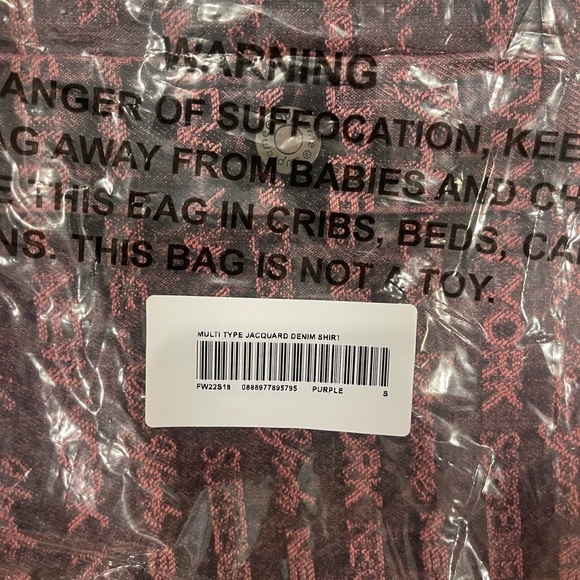 WARNING
ANGER OF SUFFOCATION, KEE
AG AWAY FROM BABIES AND CH
E THIS BAG IN CRIBS, BEDS, CA
NS. THIS BAG IS NOT A TOY.
MULTI TYPE JACQUARD DENIM SHIRT
FW22S18 0888977895795 PURPLE S